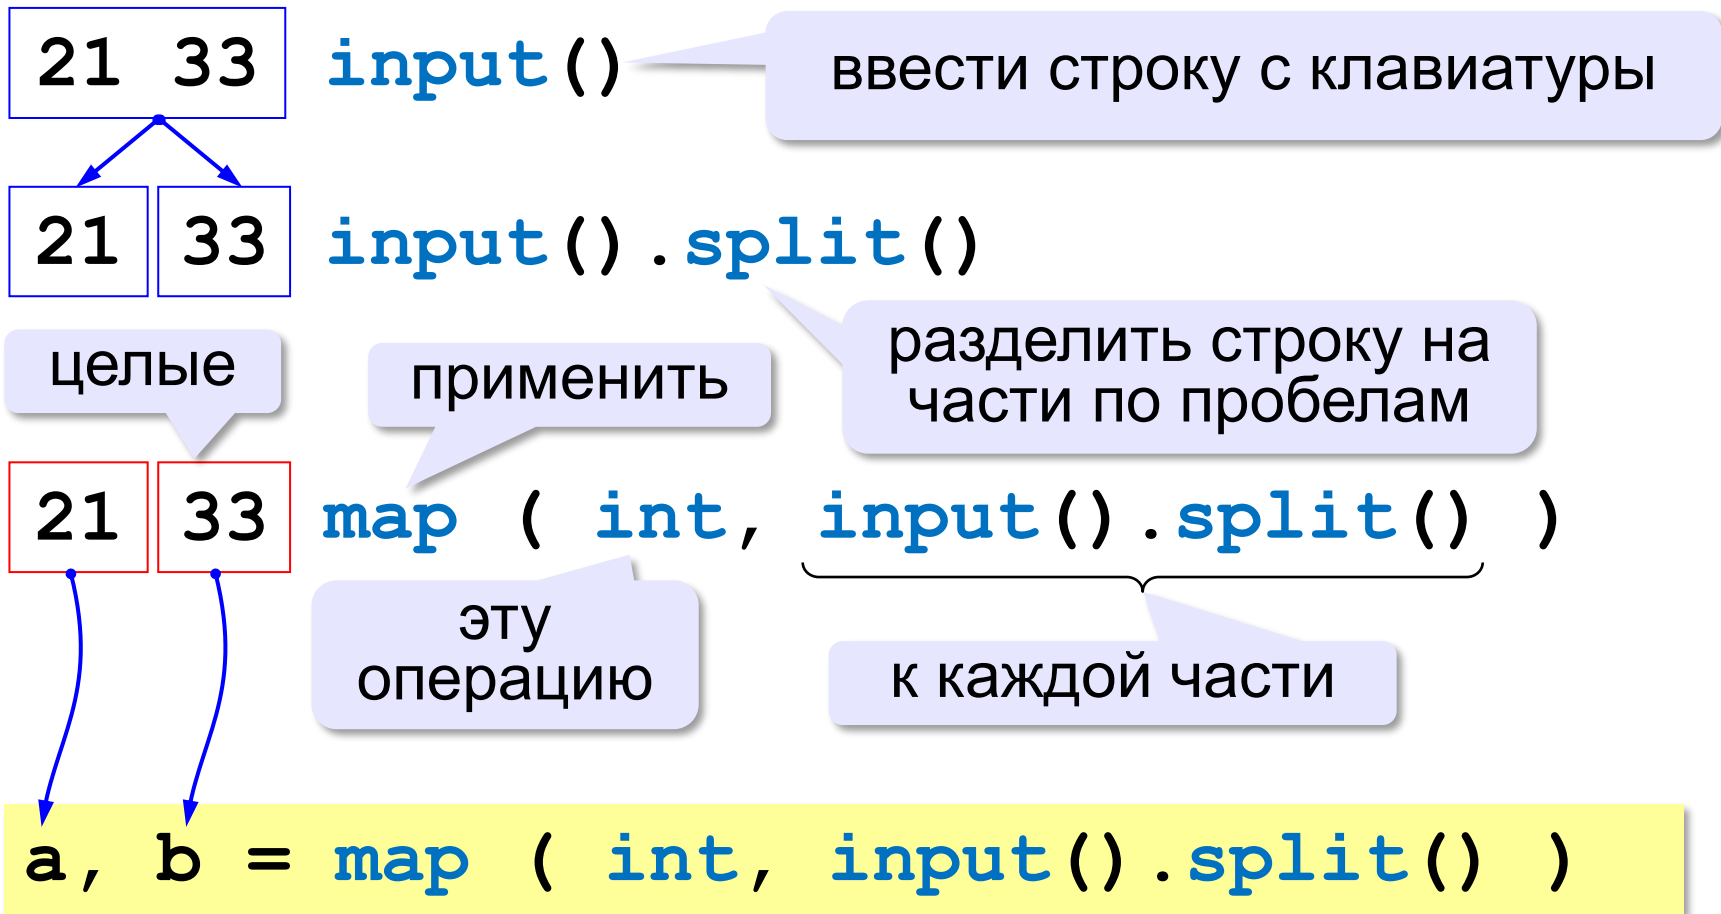 21 33 input() ввести строку с клавиатуры
21 33 input().split()
разделить строку на
части по пробелам
целые
применить
21 33 map ( int, input().split() )
эту
операцию
к каждой части
a, b = map ( int, input().split() )